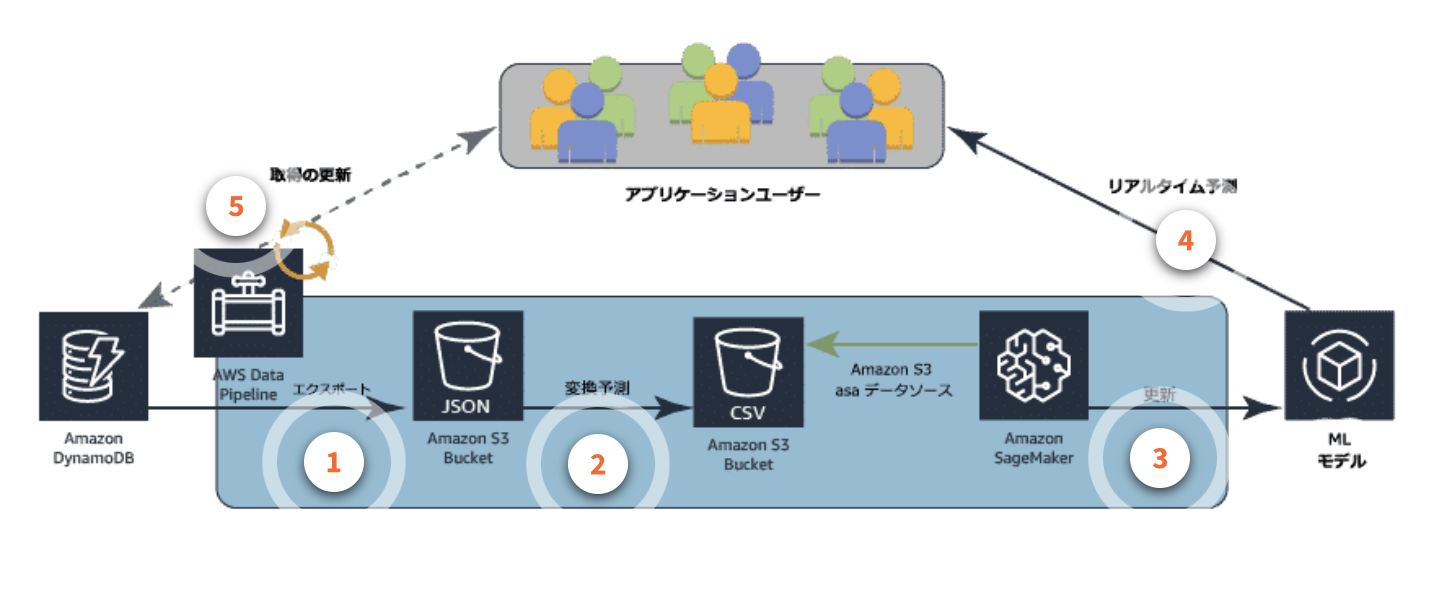 アプリケーションユーザー
取得の更新
5
リアルタイム予測
4
AWS Data
Pipeline
エクスポート
1
Amazon
DynamoDB
JSON
Amazon S3
Bucket
変換予測
2
CSV
Amazon S3
Bucket
Amazon S3
asa データソース
Amazon
SageMaker
更新
3
ML
モデル